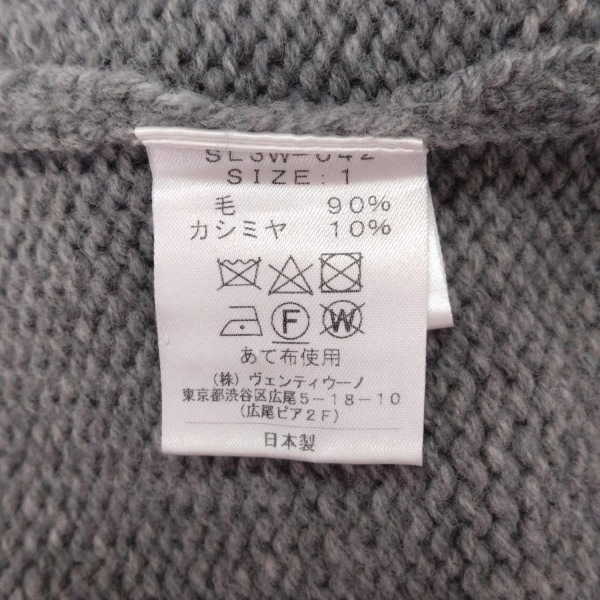 SL3W-042
SIZE:1
毛 90%
カシミヤ 10%
F W
あて布使用
(株)ヴェンティウーノ
東京都渋谷区広尾5-18-10
(広尾ピア2F)
日本製